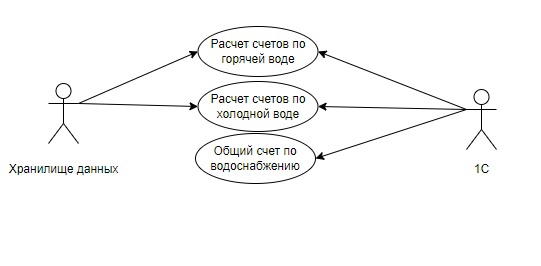 Расчет счетов по
горячей воде
Расчет счетов по
холодной воде
Общий счет по
водоснабжению
Хранилище данных
1С